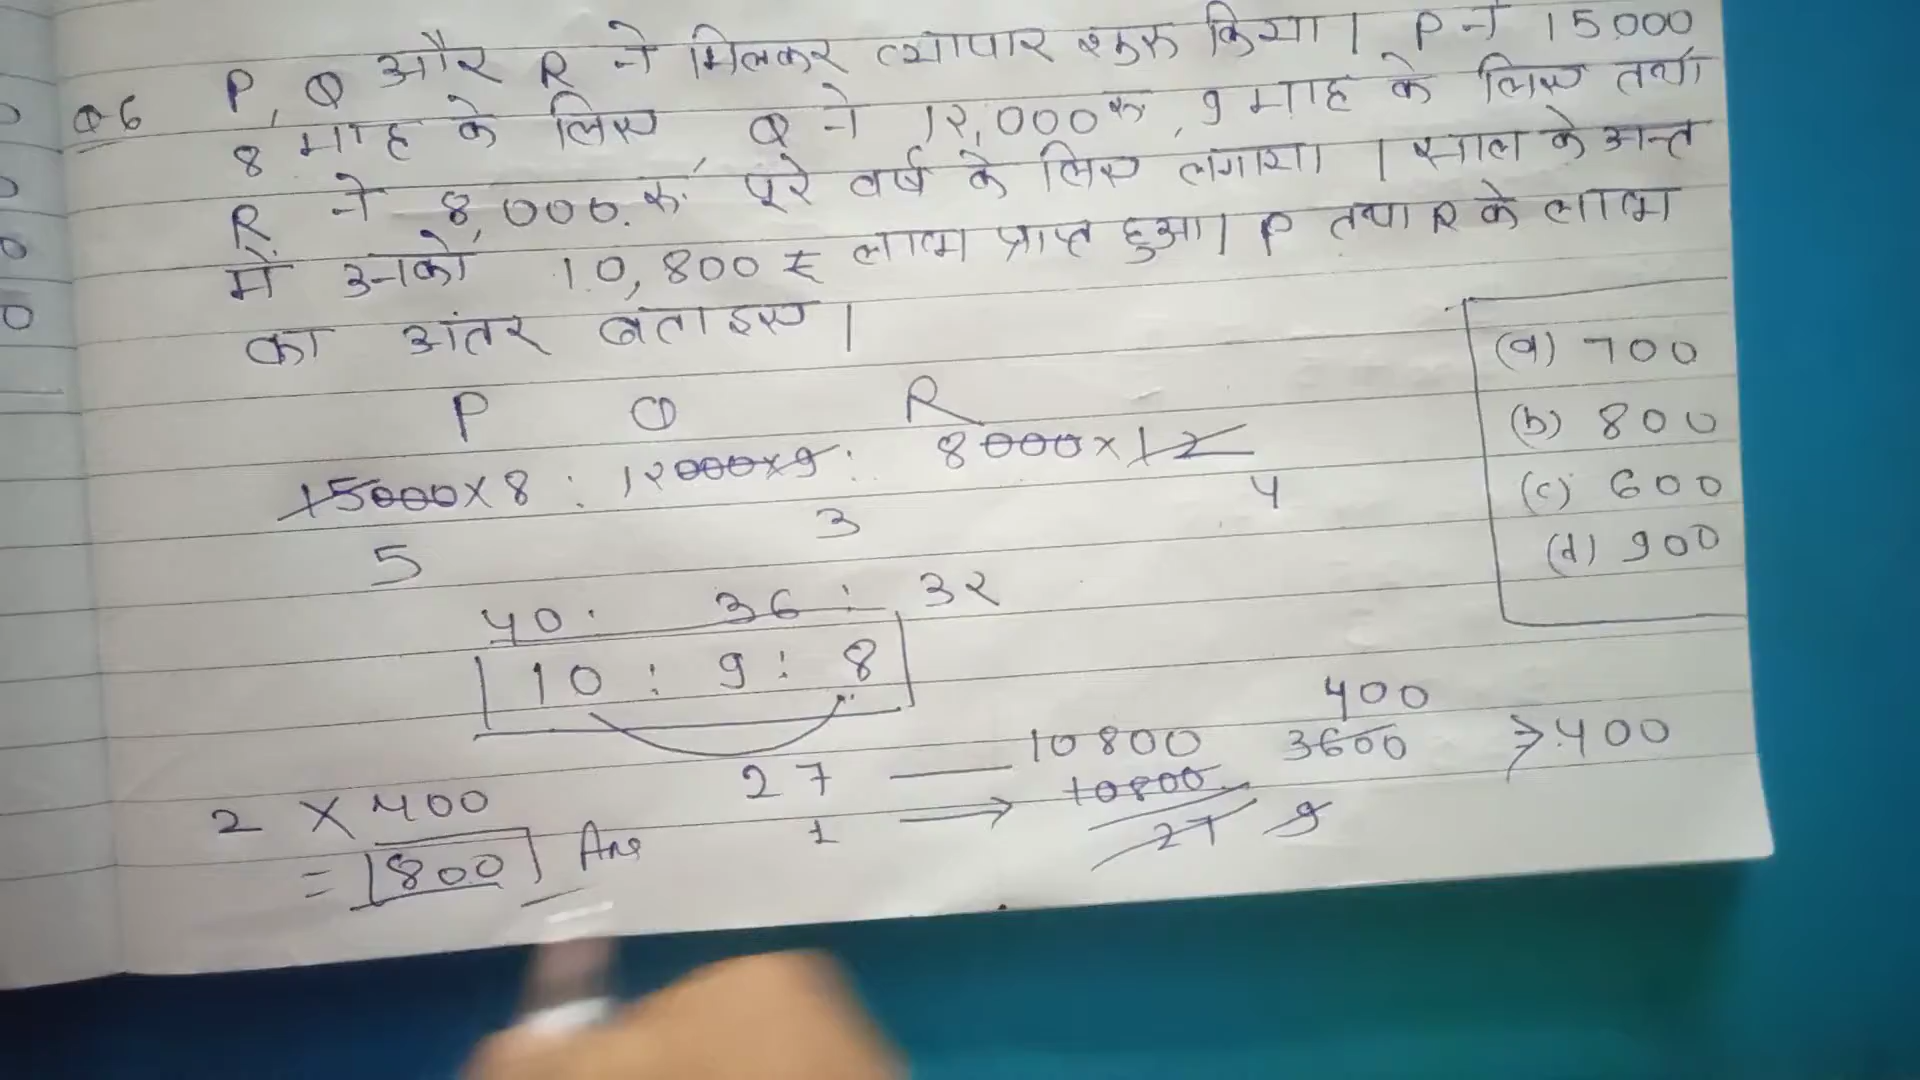 Q6 P, Q और R ने मिलकर व्यापार शुरू किया। P ने 15000
8 माह के लिए, Q ने 12,000 रू, 9 माह के लिए तथा
R ने 8,000 रू. पूरे वर्ष के लिए लगाया। साल के अन्त
में उनको 10,800 ₹ लाभ प्राप्त हुआ। P तथा R के लाभ
का अंतर बताइए।
(a) 700
(b) 800
(c) 600
(d) 900
P Q R
15000×8 : 12000×9 : 8000×12
5 3 4
40 : 36 : 32
10 : 9 : 8
400
27 — 10800 3600 ⇒ 400
1 → 10800
27 9
2 × 400
= 800 Ans